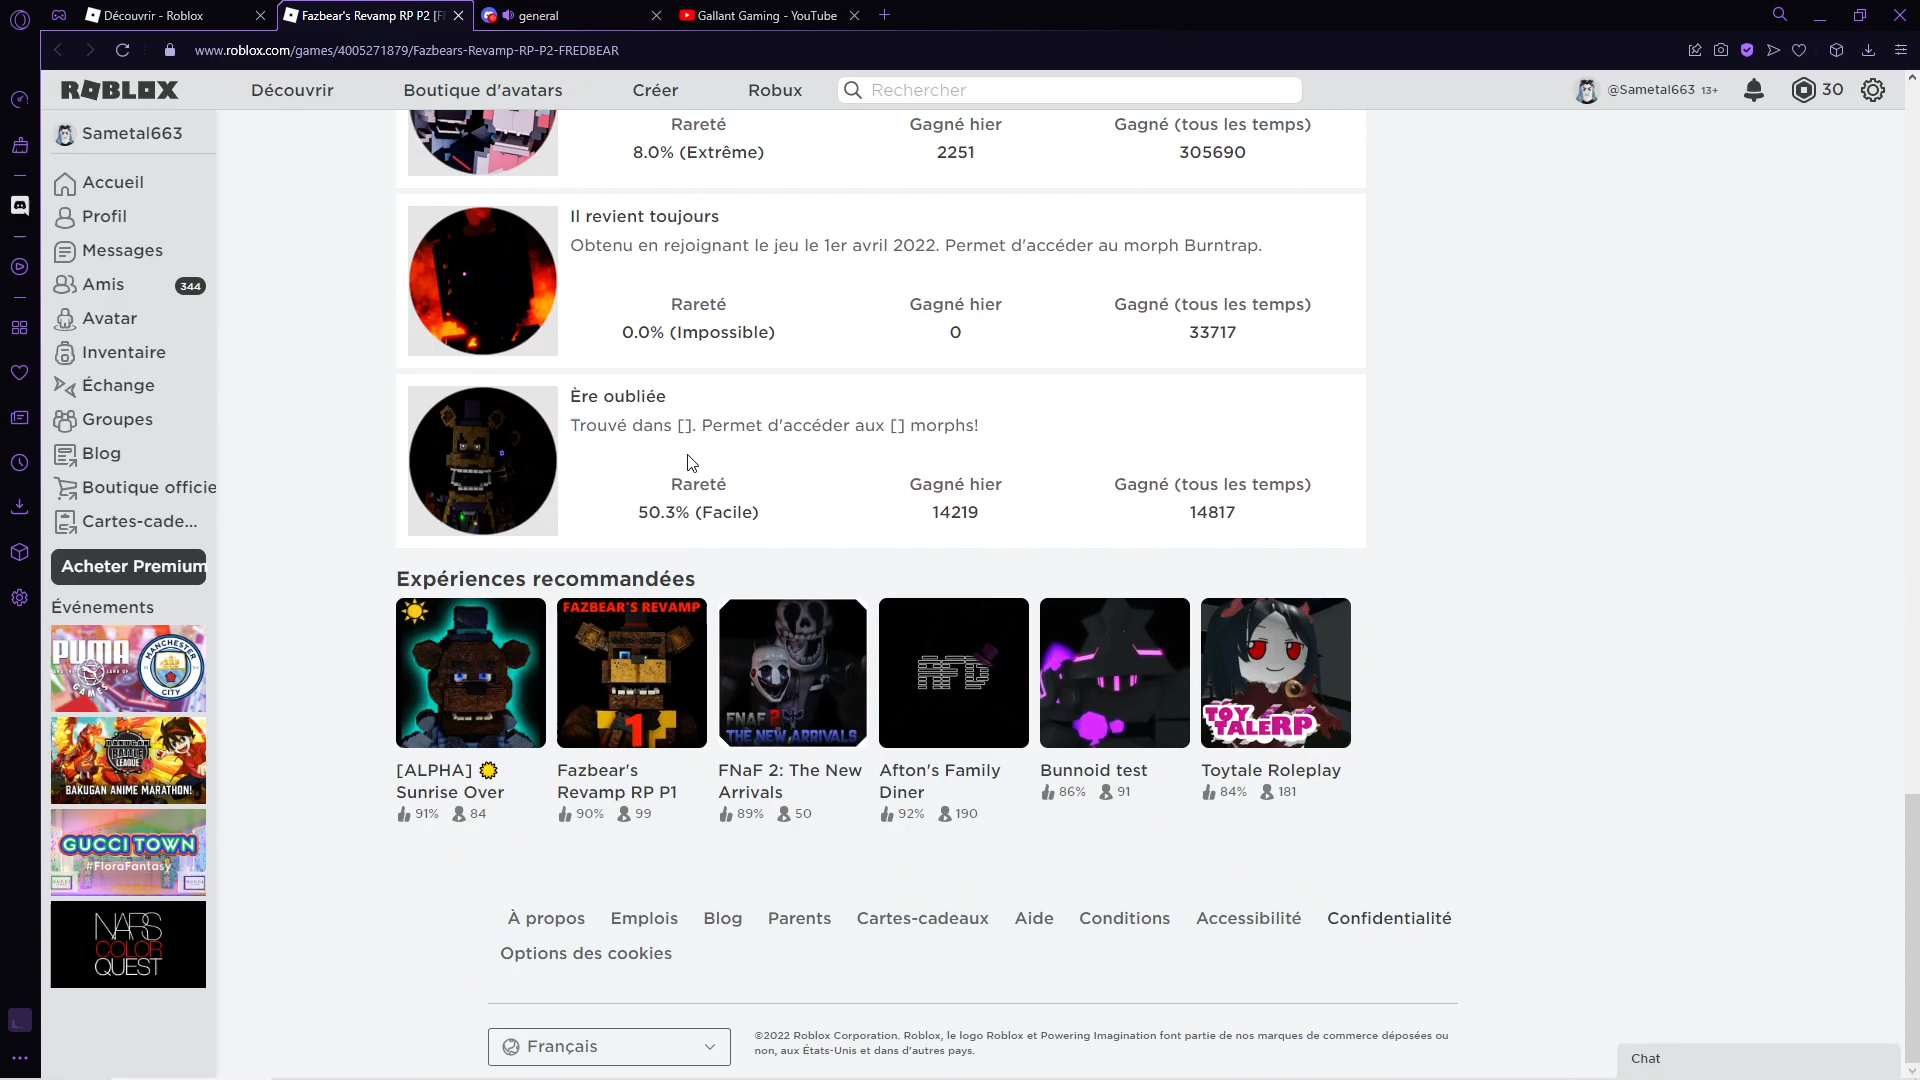 Découvrir - Roblox
Fazbear's Revamp RP P2 [F
general
Gallant Gaming - YouTube
www.roblox.com/games/4005271879/Fazbears-Revamp-RP-P2-FREDBEAR
ROBLOX
Découvrir
Boutique d'avatars
Créer
Robux
Rechercher
@Sametal663 13+
30
Sametal663
Accueil
Profil
Messages
Amis
344
Avatar
Inventaire
Échange
Groupes
Blog
Boutique officie
Cartes-cade...
Acheter Premium
Événements
PUMA
GAMES
MANCHESTER
CITY
BAKUGAN
BATTLE
LEAGUE
BAKUGAN ANIME MARATHON!
GUCCI TOWN
#FloraFantasy
NARS
COLOR
QUEST
Rareté
Gagné hier
Gagné (tous les temps)
8.0% (Extrême)
2251
305690
Il revient toujours
Obtenu en rejoignant le jeu le 1er avril 2022. Permet d'accéder au morph Burntrap.
Rareté
Gagné hier
Gagné (tous les temps)
0.0% (Impossible)
0
33717
Ère oubliée
Trouvé dans []. Permet d'accéder aux [] morphs!
Rareté
Gagné hier
Gagné (tous les temps)
50.3% (Facile)
14219
14817
Expériences recommandées
FAZBEAR'S REVAMP
1
FNAF 2
THE NEW ARRIVALS
AFG
TOY
TALERP
[ALPHA] 
Sunrise Over
91%
84
Fazbear's
Revamp RP P1
90%
99
FNaF 2: The New
Arrivals
89%
50
Afton's Family
Diner
92%
190
Bunnoid test
86%
91
Toytale Roleplay
84%
181
À propos
Emplois
Blog
Parents
Cartes-cadeaux
Aide
Conditions
Accessibilité
Confidentialité
Options des cookies
Français
©2022 Roblox Corporation. Roblox, le logo Roblox et Powering Imagination font partie de nos marques de commerce déposées ou
non, aux États-Unis et dans d'autres pays.
Chat